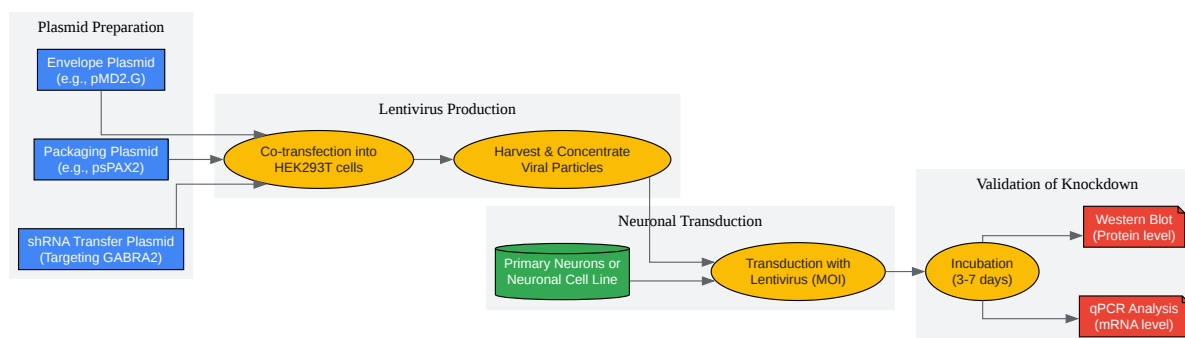 Plasmid Preparation
Envelope Plasmid
(e.g., pMD2.G)
Packaging Plasmid
(e.g., psPAX2)
shRNA Transfer Plasmid
(Targeting GABRA2)
Lentivirus Production
Co-transfection into
HEK293T cells
Harvest & Concentrate
Viral Particles
Neuronal Transduction
Primary Neurons or
Neuronal Cell Line
Transduction with
Lentivirus (MOI)
Validation of Knockdown
Incubation
(3-7 days)
Western Blot
(Protein level)
qPCR Analysis
(mRNA level)